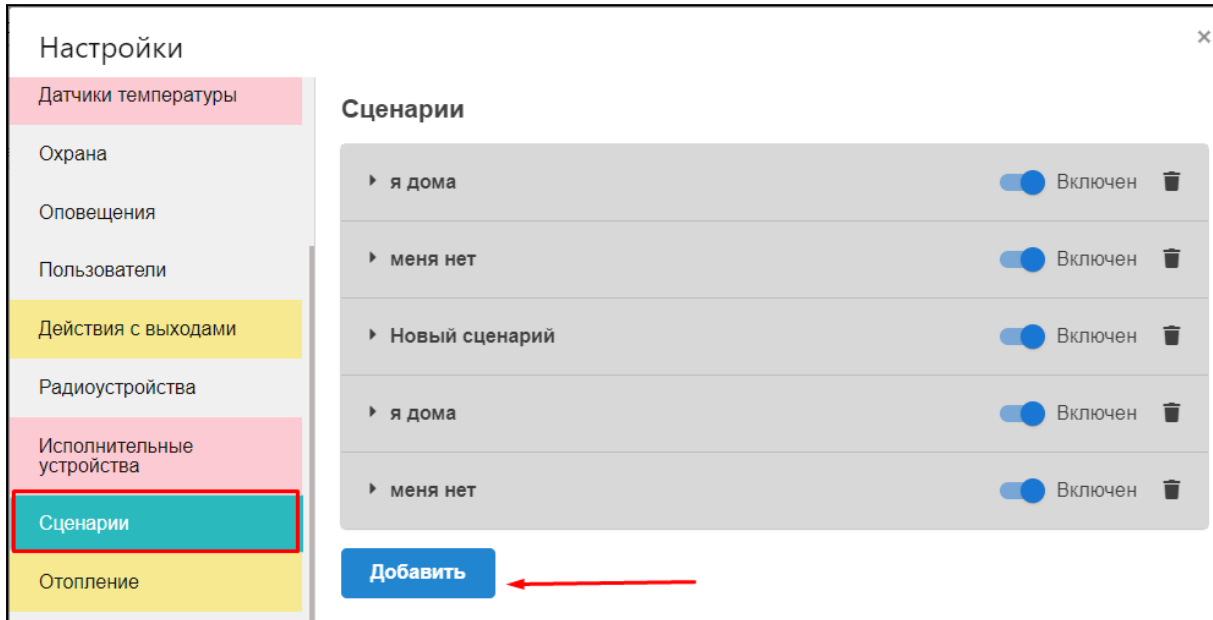 Настройки
×
Датчики температуры
Охрана
Оповещения
Пользователи
Действия с выходами
Радиоустройства
Исполнительные
устройства
Сценарии
Отопление
Сценарии
я дома Включен
меня нет Включен
Новый сценарий Включен
я дома Включен
меня нет Включен
Добавить